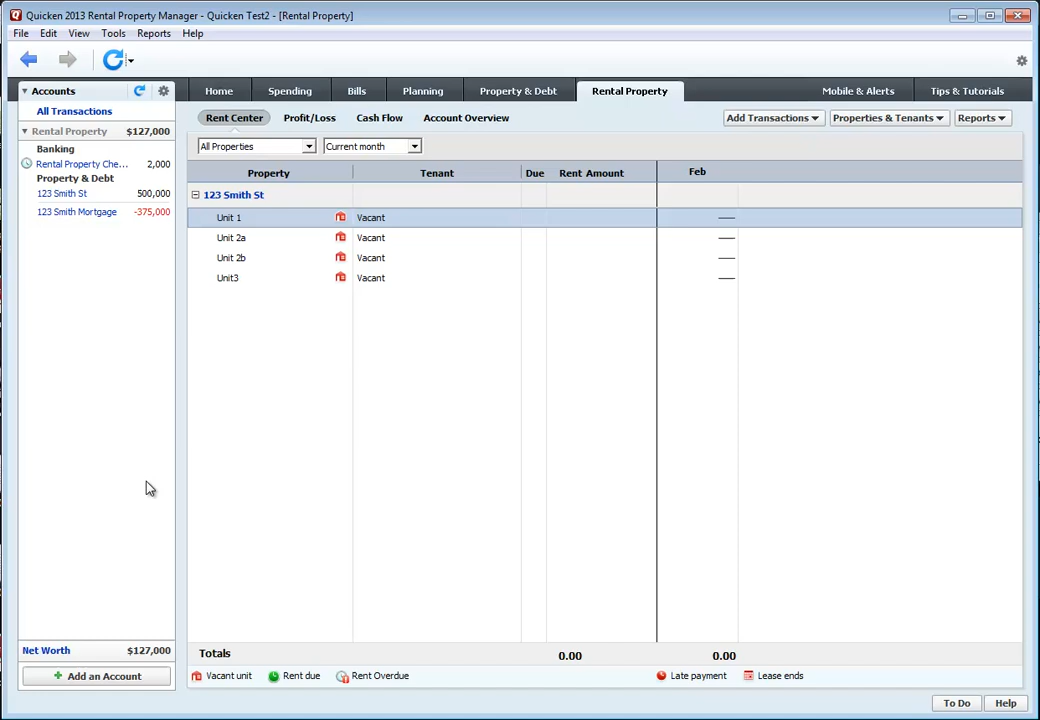 Quicken 2013 Rental Property Manager - Quicken Test2 - [Rental Property]
File Edit View Tools Reports Help
Accounts
Home Spending Bills Planning Property & Debt Rental Property Mobile & Alerts Tips & Tutorials
All Transactions
Rent Center Profit/Loss Cash Flow Account Overview Add Transactions Properties & Tenants Reports
Rental Property $127,000
Banking
Rental Property Che... 2,000
Property & Debt
123 Smith St 500,000
123 Smith Mortgage -375,000
All Properties Current month
Property Tenant Due Rent Amount Feb
123 Smith St
Unit 1 Vacant —
Unit 2a Vacant —
Unit 2b Vacant —
Unit3 Vacant —
Totals 0.00 0.00
Net Worth $127,000
Add an Account
Vacant unit Rent due Rent Overdue Late payment Lease ends
To Do Help